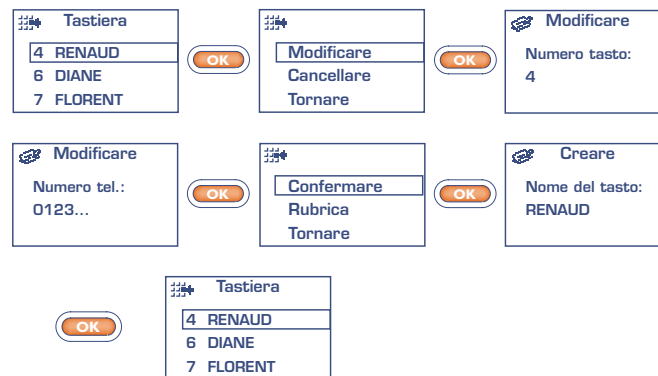 Tastiera
4 RENAUD
6 DIANE
7 FLORENT
OK
Modificare
Cancellare
Tornare
OK
Modificare
Numero tasto:
4
Modificare
Numero tel.:
0123...
OK
Confermare
Rubrica
Tornare
OK
Creare
Nome del tasto:
RENAUD
OK
Tastiera
4 RENAUD
6 DIANE
7 FLORENT